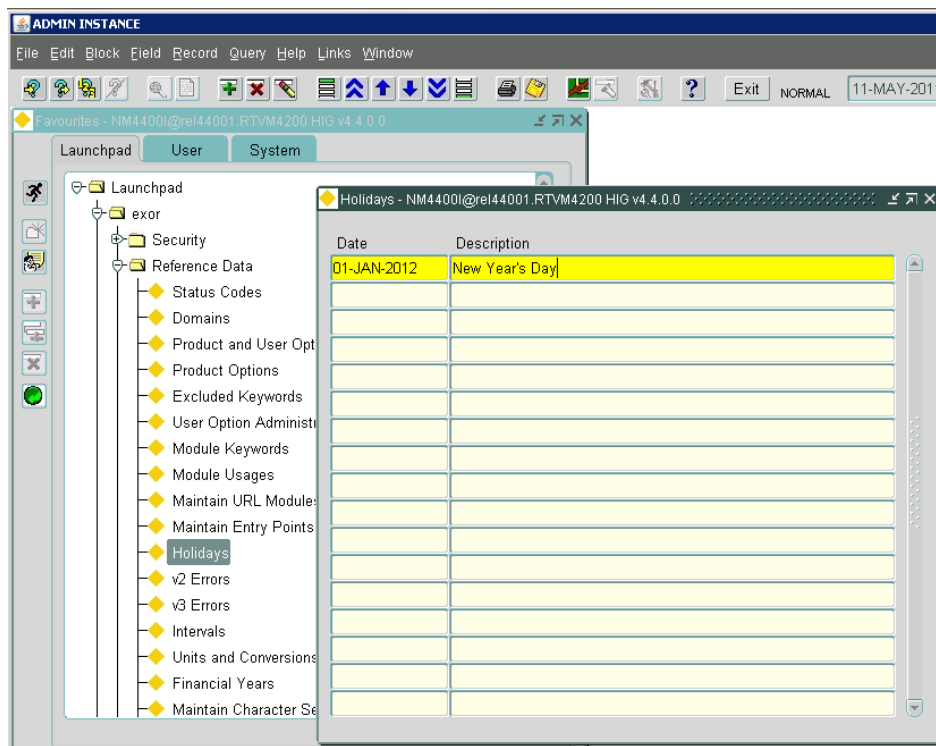 ADMIN INSTANCE
File Edit Block Field Record Query Help Links Window
? Exit NORMAL 11-MAY-201
Favourites - NM4400I@rel44001.RTVM4200 HIG v4.4.0.0
Launchpad User System
Launchpad
exor
Security
Reference Data
Status Codes
Domains
Product and User Opt
Product Options
Excluded Keywords
User Option Administr
Module Keywords
Module Usages
Maintain URL Modules
Maintain Entry Points
Holidays
v2 Errors
v3 Errors
Intervals
Units and Conversions
Financial Years
Maintain Character Se
Holidays - NM4400I@rel44001.RTVM4200 HIG v4.4.0.0
Date Description
01-JAN-2012 New Year's Day